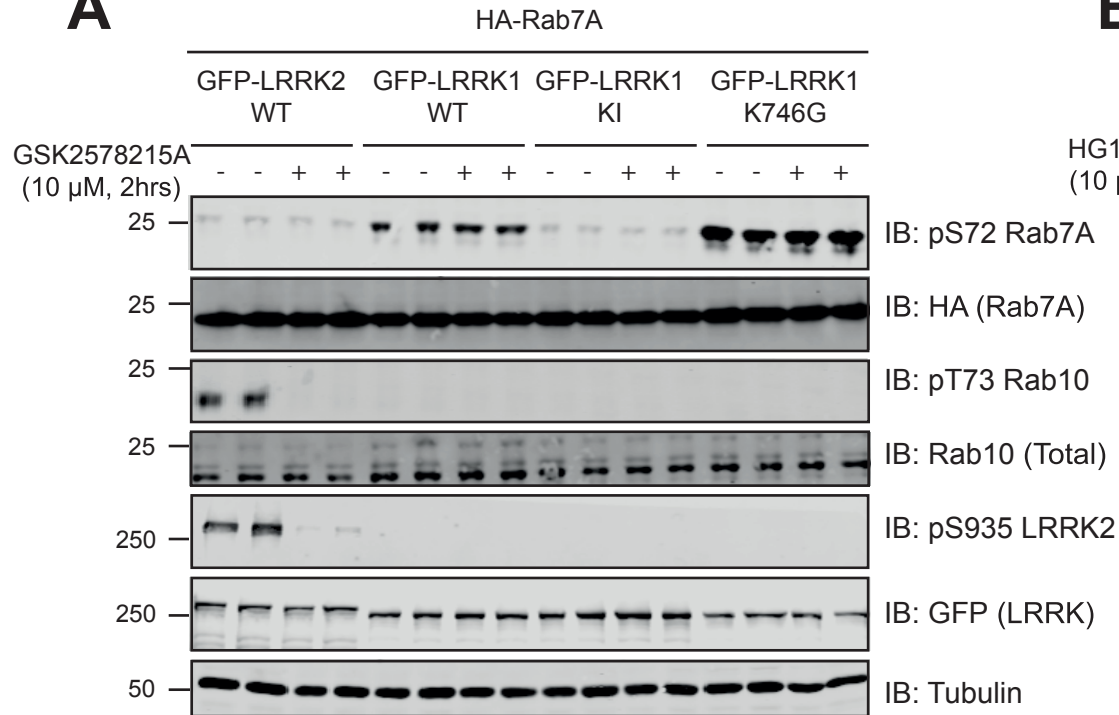 A
HA-Rab7A
GFP-LRRK2 GFP-LRRK1 GFP-LRRK1 GFP-LRRK1
WT WT KI K746G
GSK2578215A
(10 µM, 2hrs)
- - + + - - + + - - + + - - + +
HG1
(10
25 IB: pS72 Rab7A
25 IB: HA (Rab7A)
25 IB: pT73 Rab10
25 IB: Rab10 (Total)
250 IB: pS935 LRRK2
250 IB: GFP (LRRK)
50 IB: Tubulin